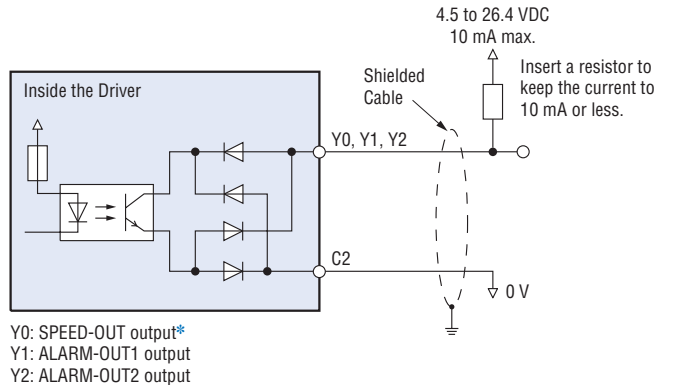 4.5 to 26.4 VDC
10 mA max.
Insert a resistor to
keep the current to
10 mA or less.
Shielded
Cable
Inside the Driver
Y0, Y1, Y2
C2
0 V
Y0: SPEED-OUT output*
Y1: ALARM-OUT1 output
Y2: ALARM-OUT2 output